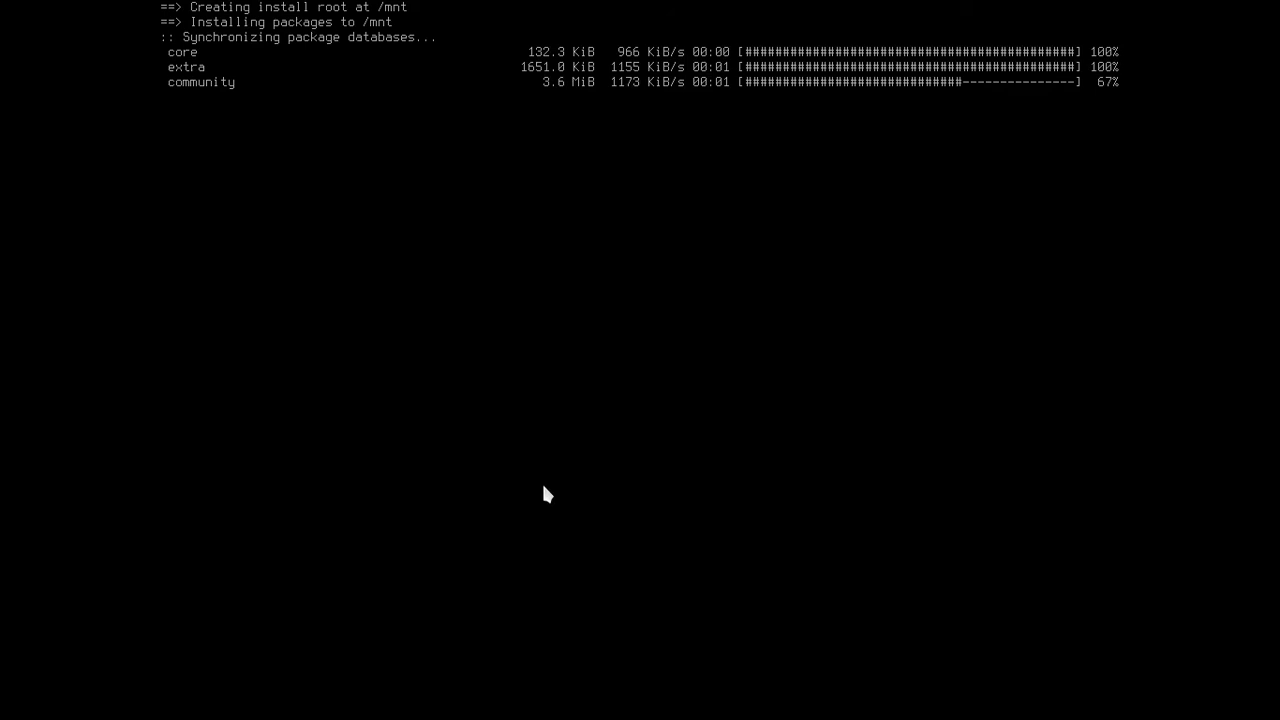 ==> Creating install root at /mnt
==> Installing packages to /mnt
:: Synchronizing package databases...
core 132.3 KiB 966 KiB/s 00:00 [#############################################] 100%
extra 1651.0 KiB 1155 KiB/s 00:01 [#############################################] 100%
community 3.6 MiB 1173 KiB/s 00:01 [##############################---------------] 67%